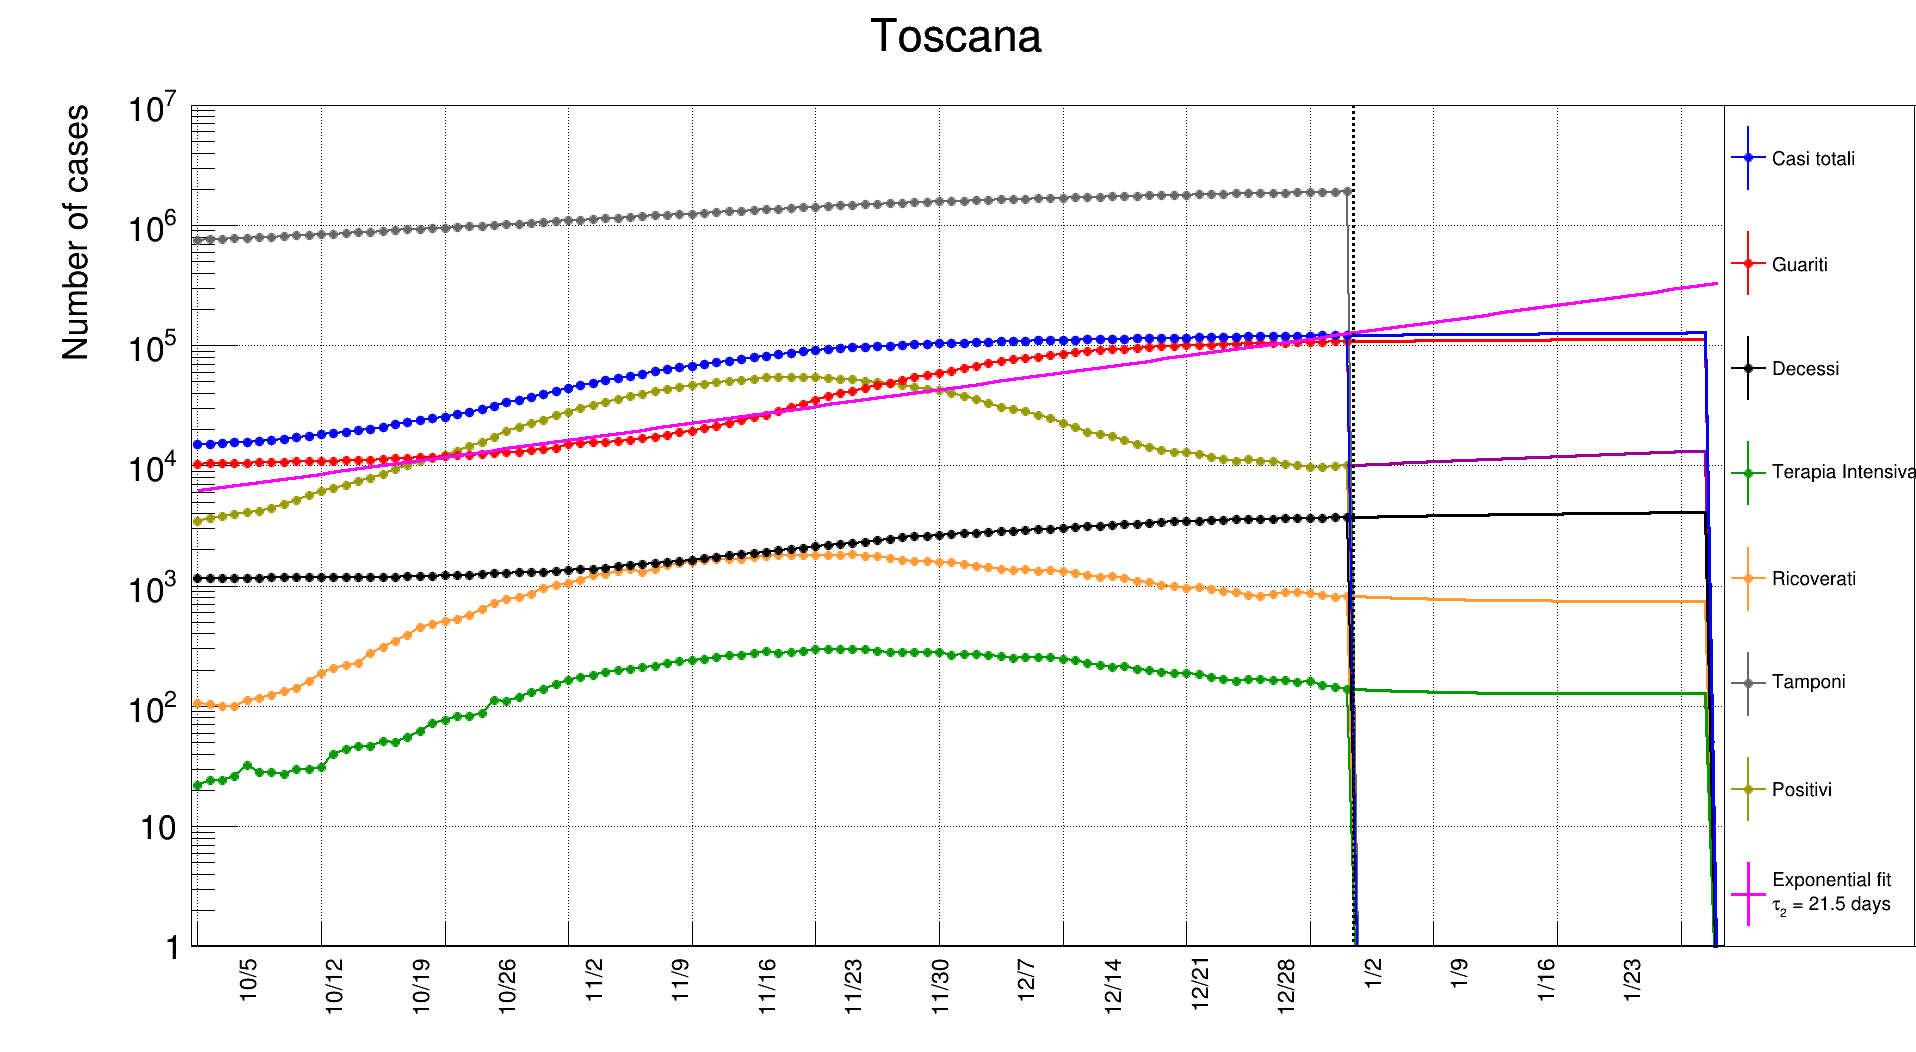 Toscana
Number of cases
10^7
10^6
10^5
10^4
10^3
10^2
10
1
10/5 10/12 10/19 10/26 11/2 11/9 11/16 11/23 11/30 12/7 12/14 12/21 12/28 1/2 1/9 1/16 1/23
Casi totali
Guariti
Decessi
Terapia Intensiva
Ricoverati
Tamponi
Positivi
Exponential fit
τ_2 = 21.5 days